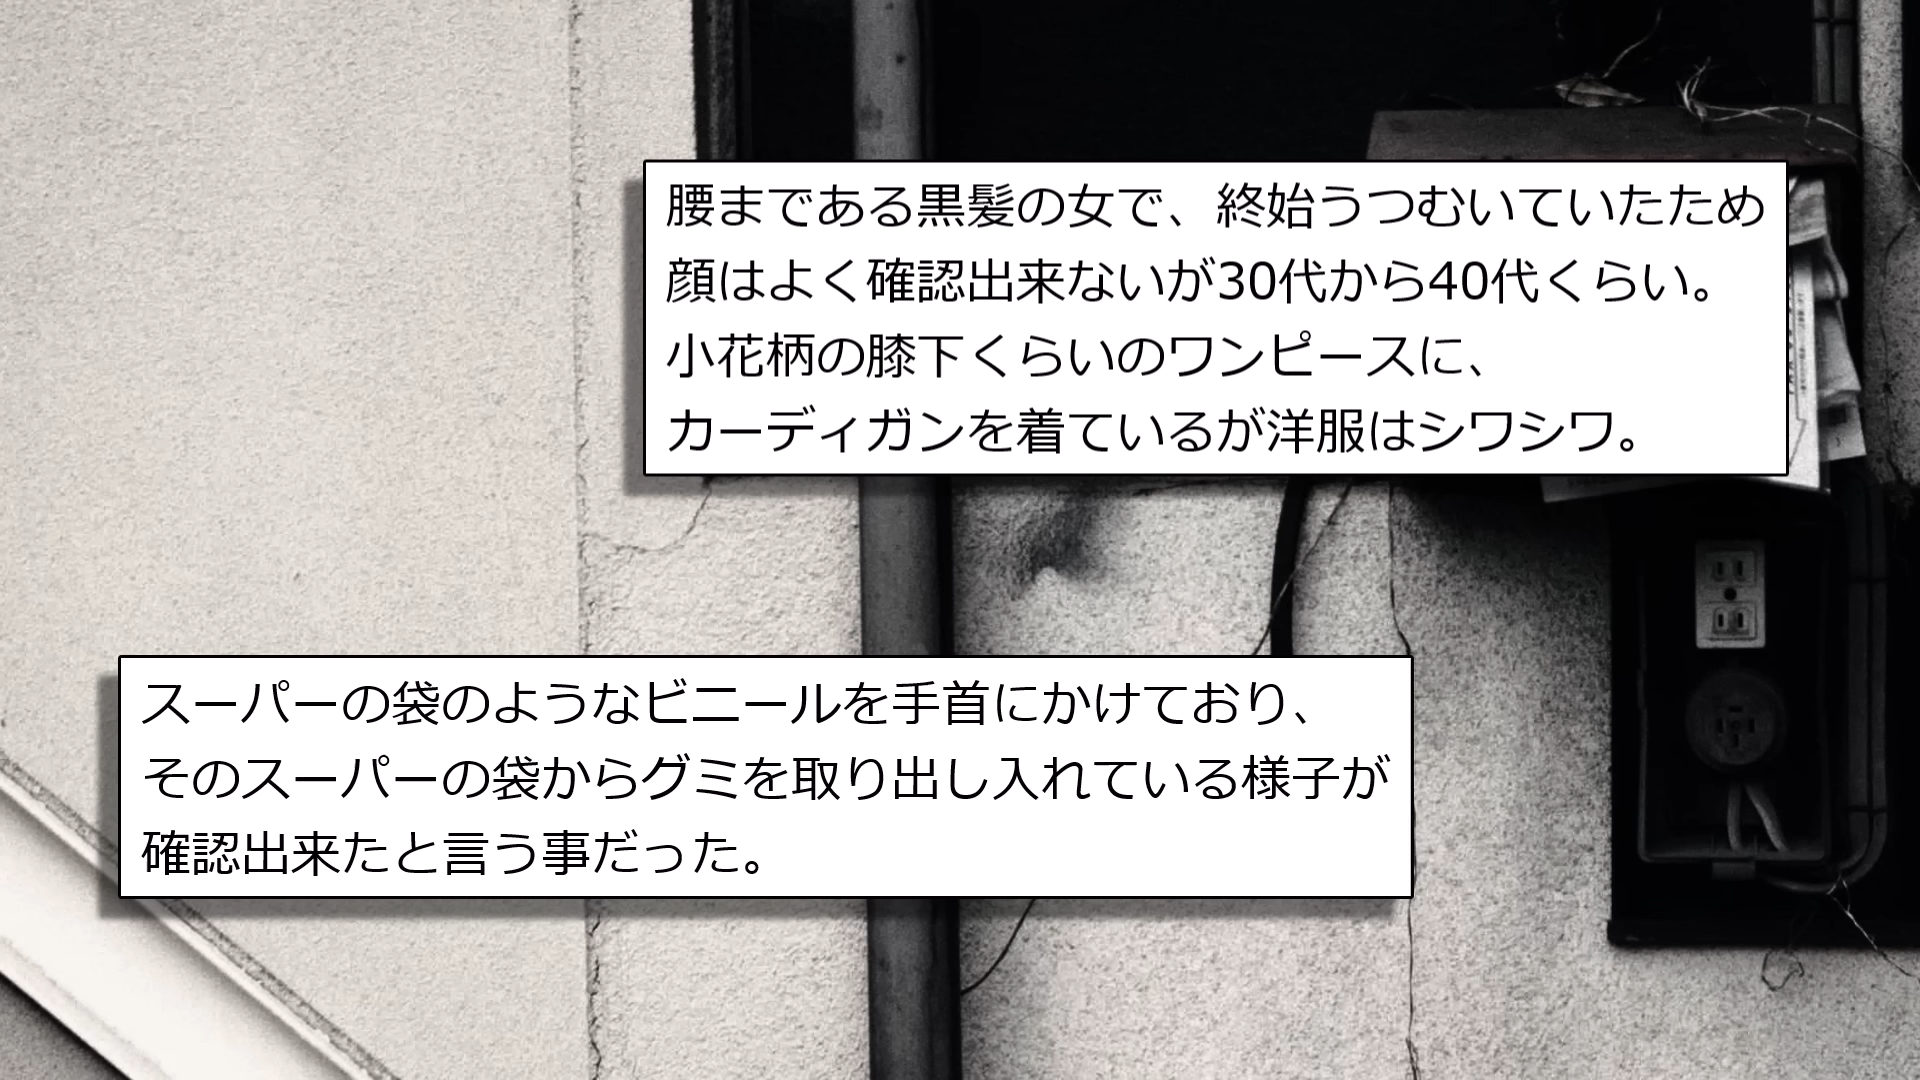 腰まである黒髪の女で、終始うつむいていたため
顔はよく確認出来ないが30代から40代くらい。
小花柄の膝下くらいのワンピースに、
カーディガンを着ているが洋服はシワシワ。
スーパーの袋のようなビニールを手首にかけており、
そのスーパーの袋からグミを取り出し入れている様子が
確認出来たと言う事だった。